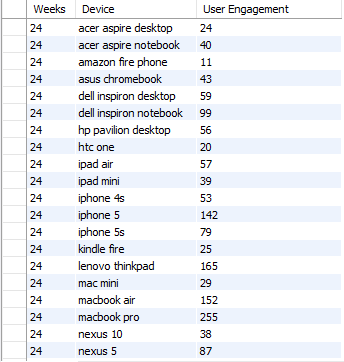 Weeks Device User Engagement
24 acer aspire desktop 24
24 acer aspire notebook 40
24 amazon fire phone 11
24 asus chromebook 43
24 dell inspiron desktop 59
24 dell inspiron notebook 99
24 hp pavilion desktop 56
24 htc one 20
24 ipad air 57
24 ipad mini 39
24 iphone 4s 53
24 iphone 5 142
24 iphone 5s 79
24 kindle fire 25
24 lenovo thinkpad 165
24 mac mini 29
24 macbook air 152
24 macbook pro 255
24 nexus 10 38
24 nexus 5 87